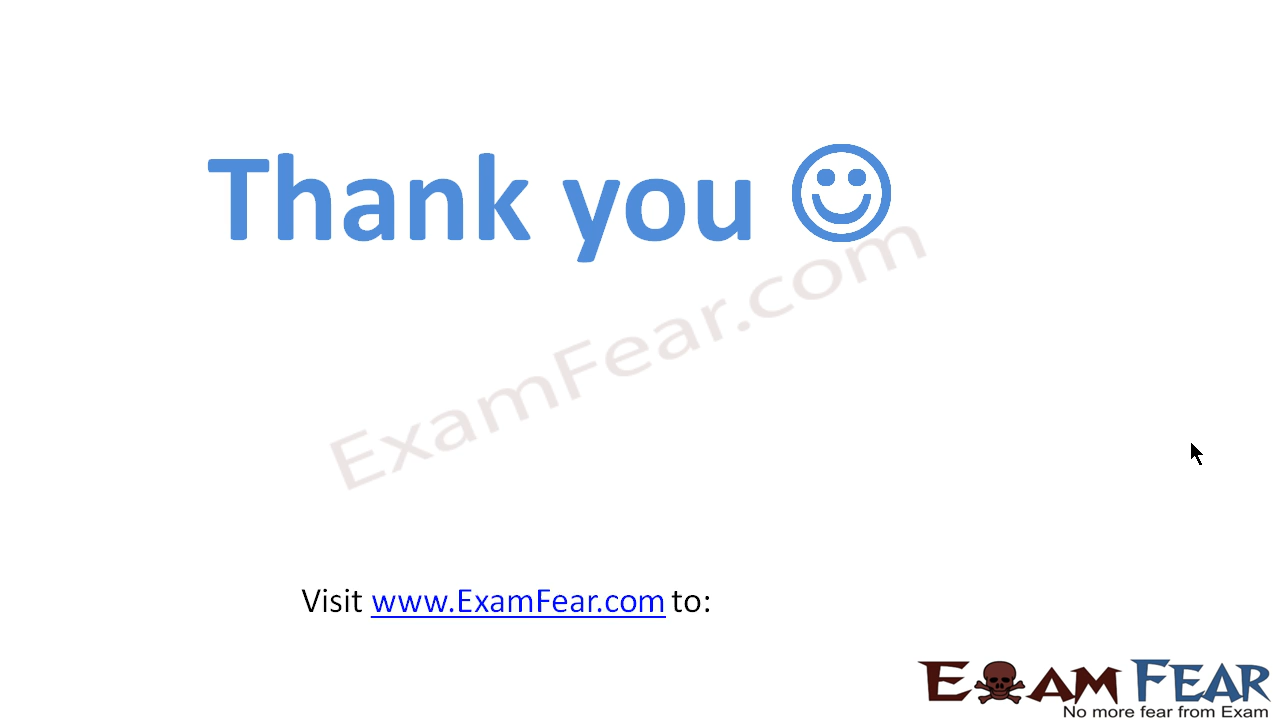 Thank you ☺
ExamFear.com
Visit www.ExamFear.com to:
EXAM FEAR
No more fear from Exam